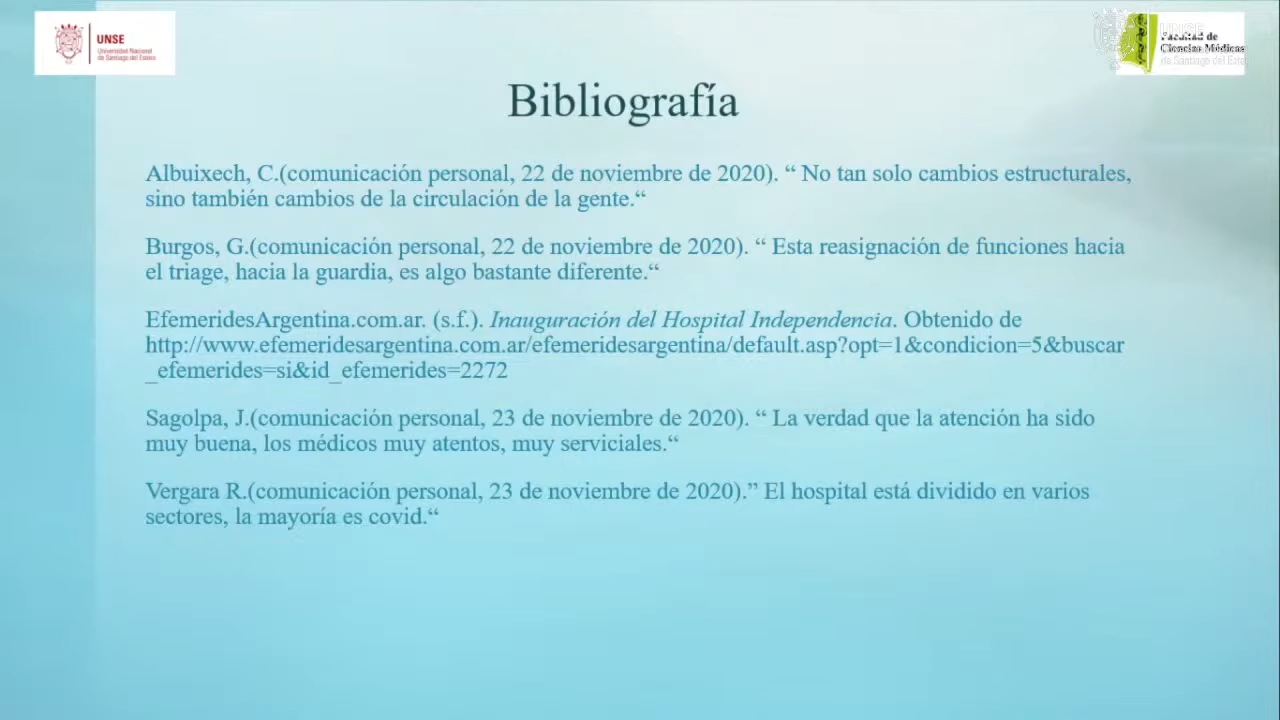 UNSE
Universidad Nacional
de Santiago del Estero
UNSE
Facultad de
Ciencias Médicas
de Santiago del Estero
Bibliografía
Albuixech, C.(comunicación personal, 22 de noviembre de 2020). “ No tan solo cambios estructurales,
sino también cambios de la circulación de la gente.“
Burgos, G.(comunicación personal, 22 de noviembre de 2020). “ Esta reasignación de funciones hacia
el triage, hacia la guardia, es algo bastante diferente.“
EfemeridesArgentina.com.ar. (s.f.). Inauguración del Hospital Independencia. Obtenido de
http://www.efemeridesargentina.com.ar/efemeridesargentina/default.asp?opt=1&condicion=5&buscar
_efemerides=si&id_efemerides=2272
Sagolpa, J.(comunicación personal, 23 de noviembre de 2020). “ La verdad que la atención ha sido
muy buena, los médicos muy atentos, muy serviciales.“
Vergara R.(comunicación personal, 23 de noviembre de 2020).” El hospital está dividido en varios
sectores, la mayoría es covid.“